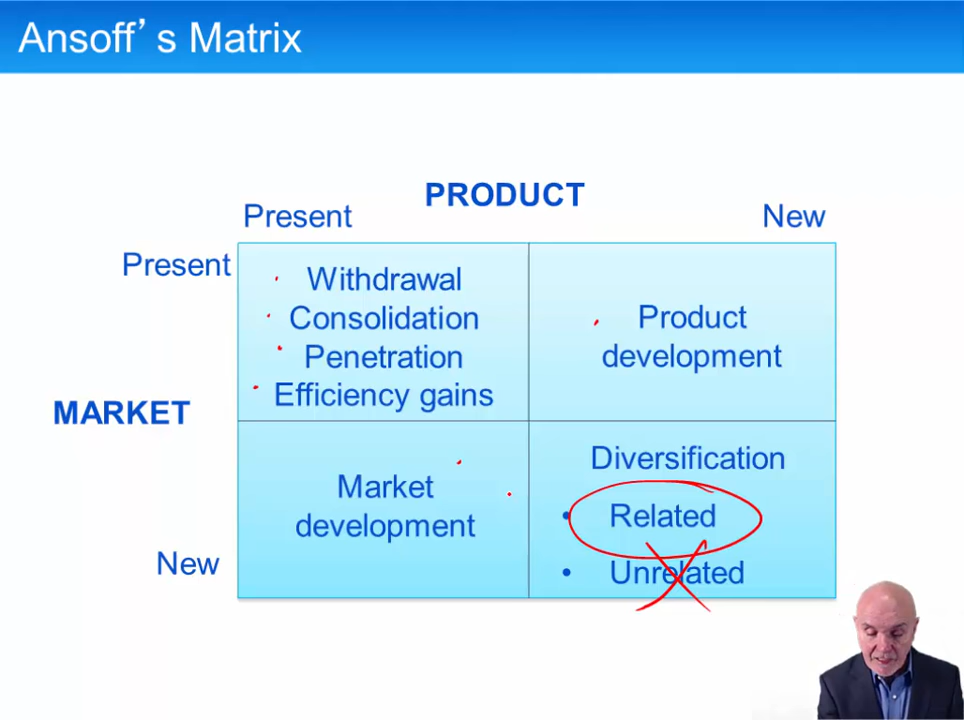 Ansoff’s Matrix
PRODUCT
Present
New
Present
Withdrawal
Consolidation
Penetration
Efficiency gains
Product
development
MARKET
Market
development
Diversification
• Related
• Unrelated
New